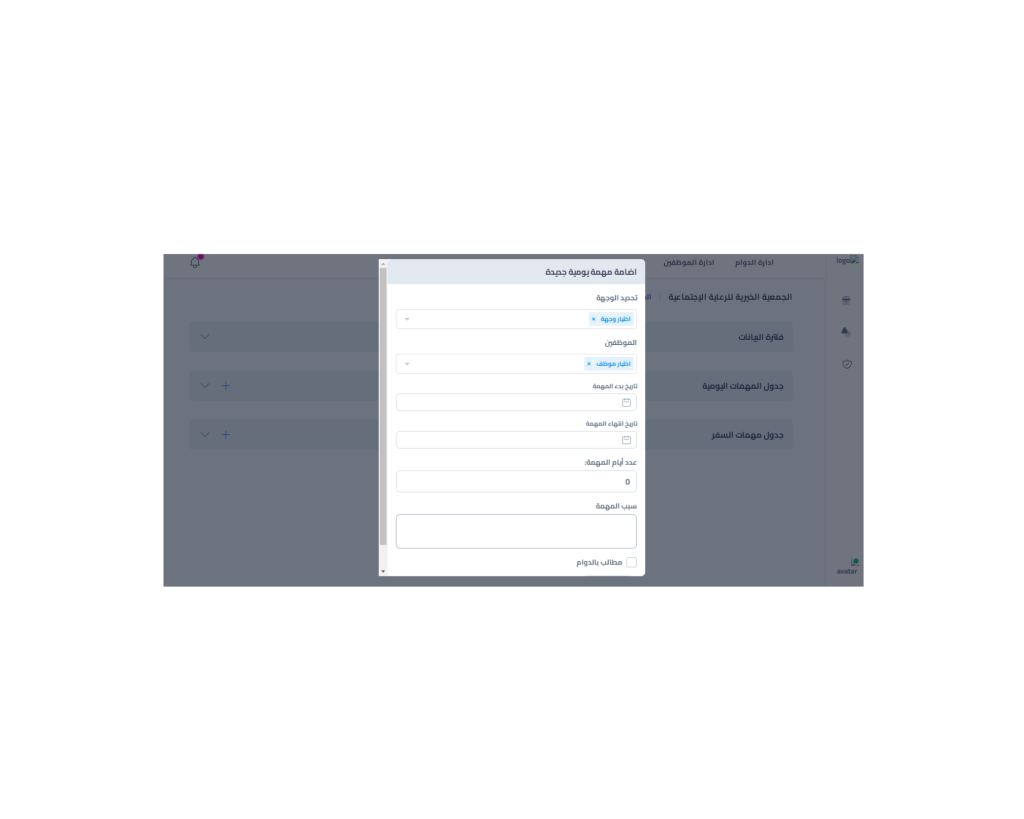 logo
ادارة الدوام
ادارة الموظفين
الجمعية الخيرية للرعاية الإجتماعية
فلترة البيانات
جدول المهمات اليومية
جدول مهمات السفر
avatar
اضافة مهمة يومية جديدة
تحديد الوجهة
اختيار وجهة ×
الموظفين
اختيار موظف ×
تاريخ بدء المهمة
تاريخ انتهاء المهمة
عدد أيام المهمة:
0
سبب المهمة
مطالب بالدوام